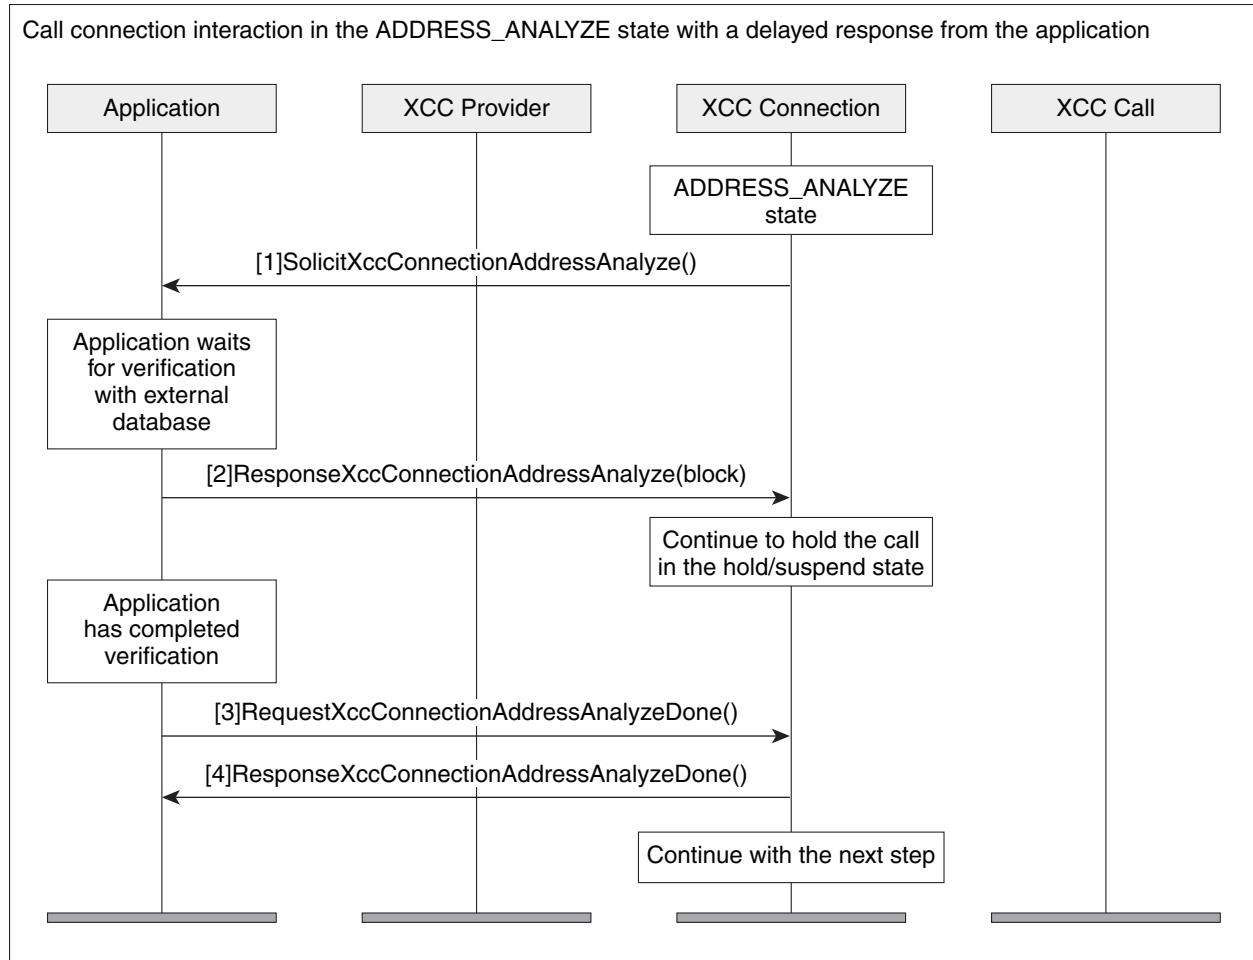 Call connection interaction in the ADDRESS_ANALYZE state with a delayed response from the application
Application
XCC Provider
XCC Connection
XCC Call
ADDRESS_ANALYZE
state
[1]SolicitXccConnectionAddressAnalyze()
Application waits
for verification
with external
database
[2]ResponseXccConnectionAddressAnalyze(block)
Continue to hold the call
in the hold/suspend state
Application
has completed
verification
[3]RequestXccConnectionAddressAnalyzeDone()
[4]ResponseXccConnectionAddressAnalyzeDone()
Continue with the next step